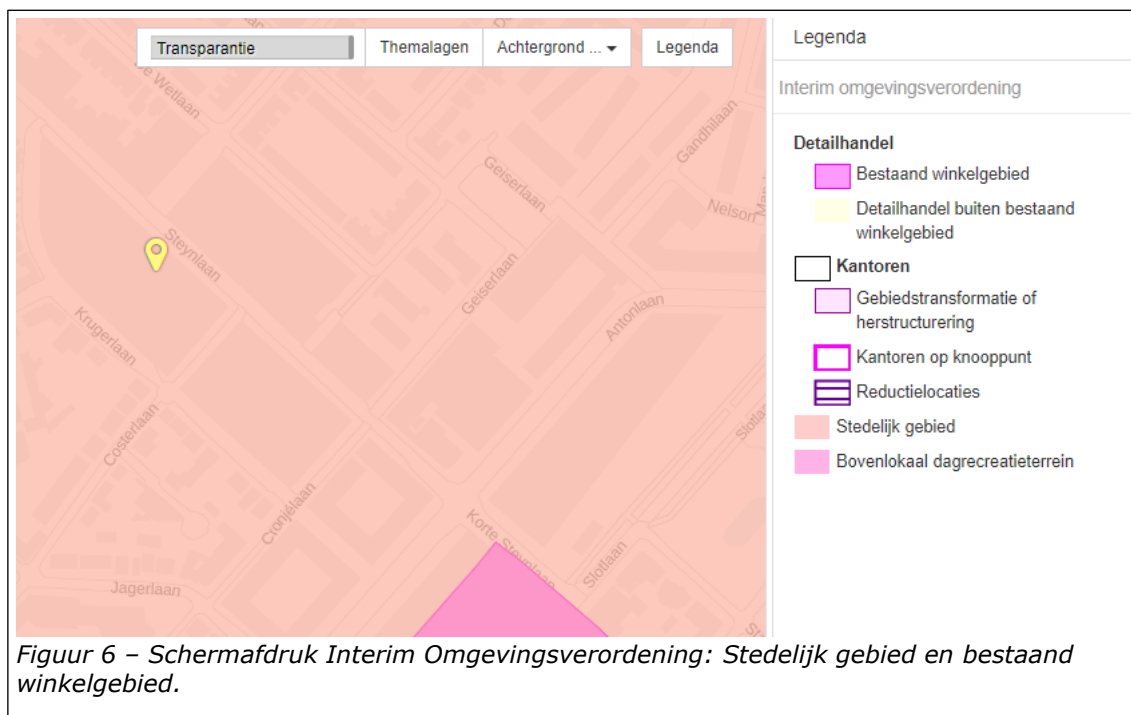 Transparantie
Themalagen
Achtergrond ...
Legenda
De Wetlaan
Geiserlaan
Gandhilaan
Nelson
Steynlaan
Geiserlaan
Antonlaan
Krugerlaan
Costerlaan
Cronjélaan
Korte Steynlaan
Slotlaan
Jagerlaan
Legenda
Interim omgevingsverordening
Detailhandel
Bestaand winkelgebied
Detailhandel buiten bestaand
winkelgebied
Kantoren
Gebiedstransformatie of
herstructurering
Kantoren op knooppunt
Reductielocaties
Stedelijk gebied
Bovenlokaal dagrecreatieterrein
Figuur 6 – Schermafdruk Interim Omgevingsverordening: Stedelijk gebied en bestaand
winkelgebied.